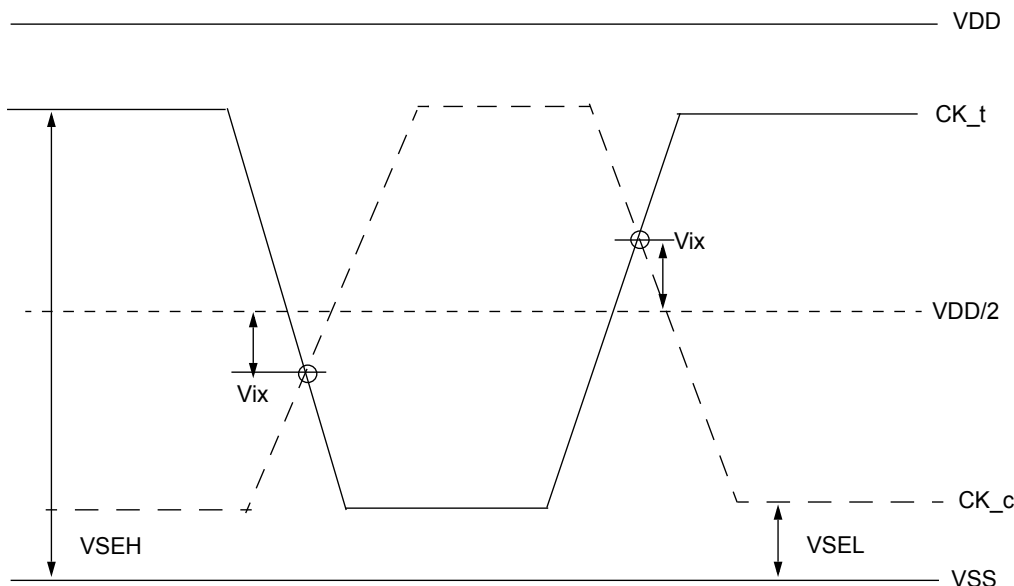 VDD
CK_t
Vix
VDD/2
Vix
CK_c
VSEH
VSEL
VSS